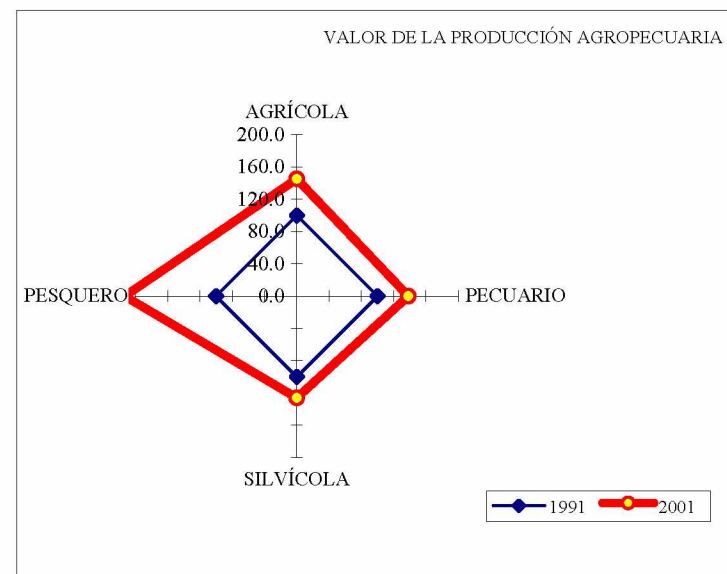 VALOR DE LA PRODUCCIÓN AGROPECUARIA
AGRÍCOLA
200.0
160.0
120.0
80.0
40.0
PESQUERO 0.0 PECUARIO
SILVÍCOLA
1991 2001